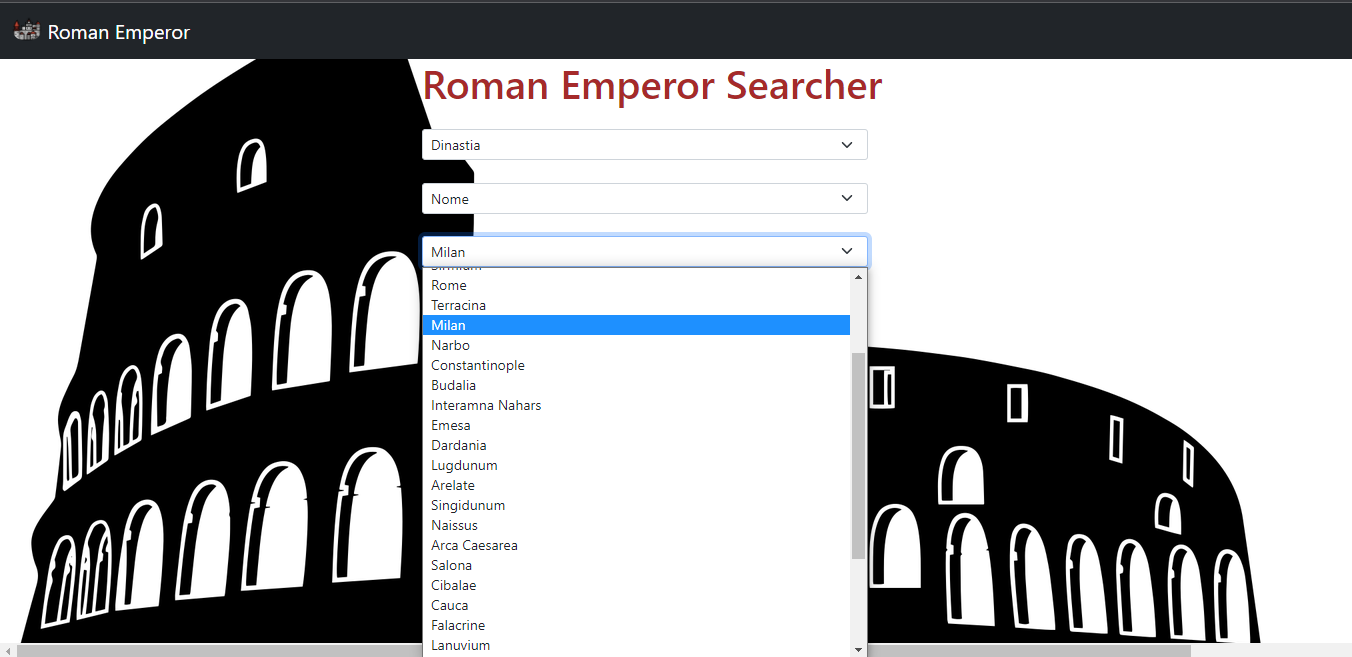 Roman Emperor
Roman Emperor Searcher
Dinastia
Nome
Milan
Sirmium
Rome
Terracina
Milan
Narbo
Constantinople
Budalia
Interamna Nahars
Emesa
Dardania
Lugdunum
Arelate
Singidunum
Naissus
Arca Caesarea
Salona
Cibalae
Cauca
Falacrine
Lanuvium